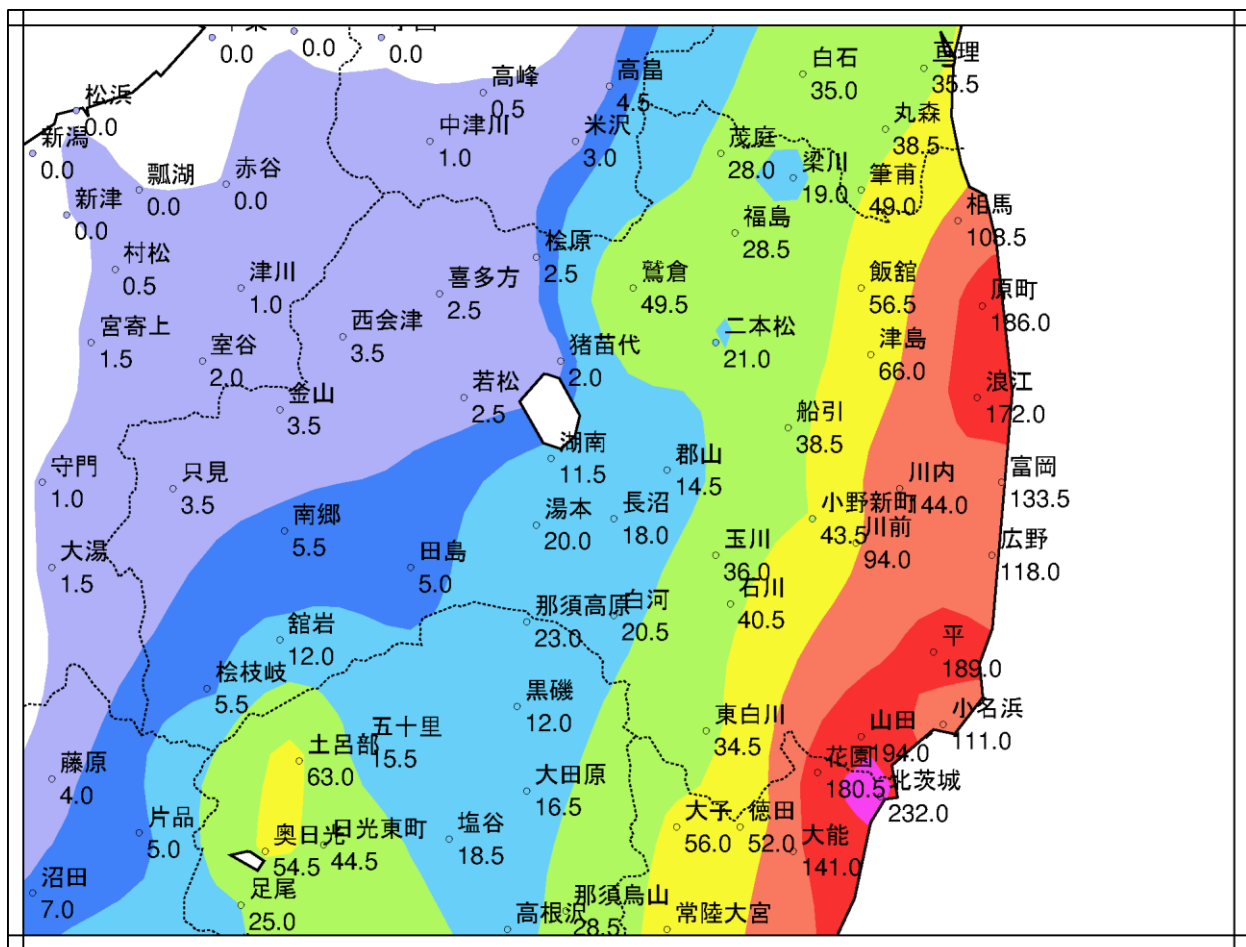 0.0
0.0
0.0
白石
35.0
亘理
35.5
高畠
4.5
高峰
0.5
松浜
0.0
丸森
38.5
中津川
1.0
米沢
3.0
新潟
0.0
茂庭
28.0
梁川
19.0
筆甫
49.0
瓢湖
0.0
赤谷
0.0
新津
0.0
相馬
108.5
福島
28.5
村松
0.5
桧原
2.5
津川
1.0
喜多方
2.5
鷲倉
49.5
飯舘
56.5
原町
186.0
宮寄上
1.5
室谷
2.0
西会津
3.5
猪苗代
2.0
二本松
21.0
津島
66.0
金山
3.5
若松
2.5
浪江
172.0
船引
38.5
湖南
11.5
郡山
14.5
守門
1.0
只見
3.5
川内
144.0
富岡
133.5
南郷
5.5
湯本
20.0
長沼
18.0
小野新町
43.5
川前
94.0
大湯
1.5
田島
5.0
玉川
36.0
広野
118.0
石川
40.5
那須高原
23.0
白河
20.5
舘岩
12.0
平
189.0
桧枝岐
5.5
黒磯
12.0
東白川
34.5
山田
194.0
小名浜
111.0
五十里
15.5
土呂部
63.0
藤原
4.0
大田原
16.5
花園
180.5
北茨城
232.0
片品
5.0
奥日光
54.5
日光東町
44.5
塩谷
18.5
大子
56.0
徳田
52.0
大能
141.0
沼田
7.0
足尾
25.0
那須烏山
28.5
高根沢
常陸大宮